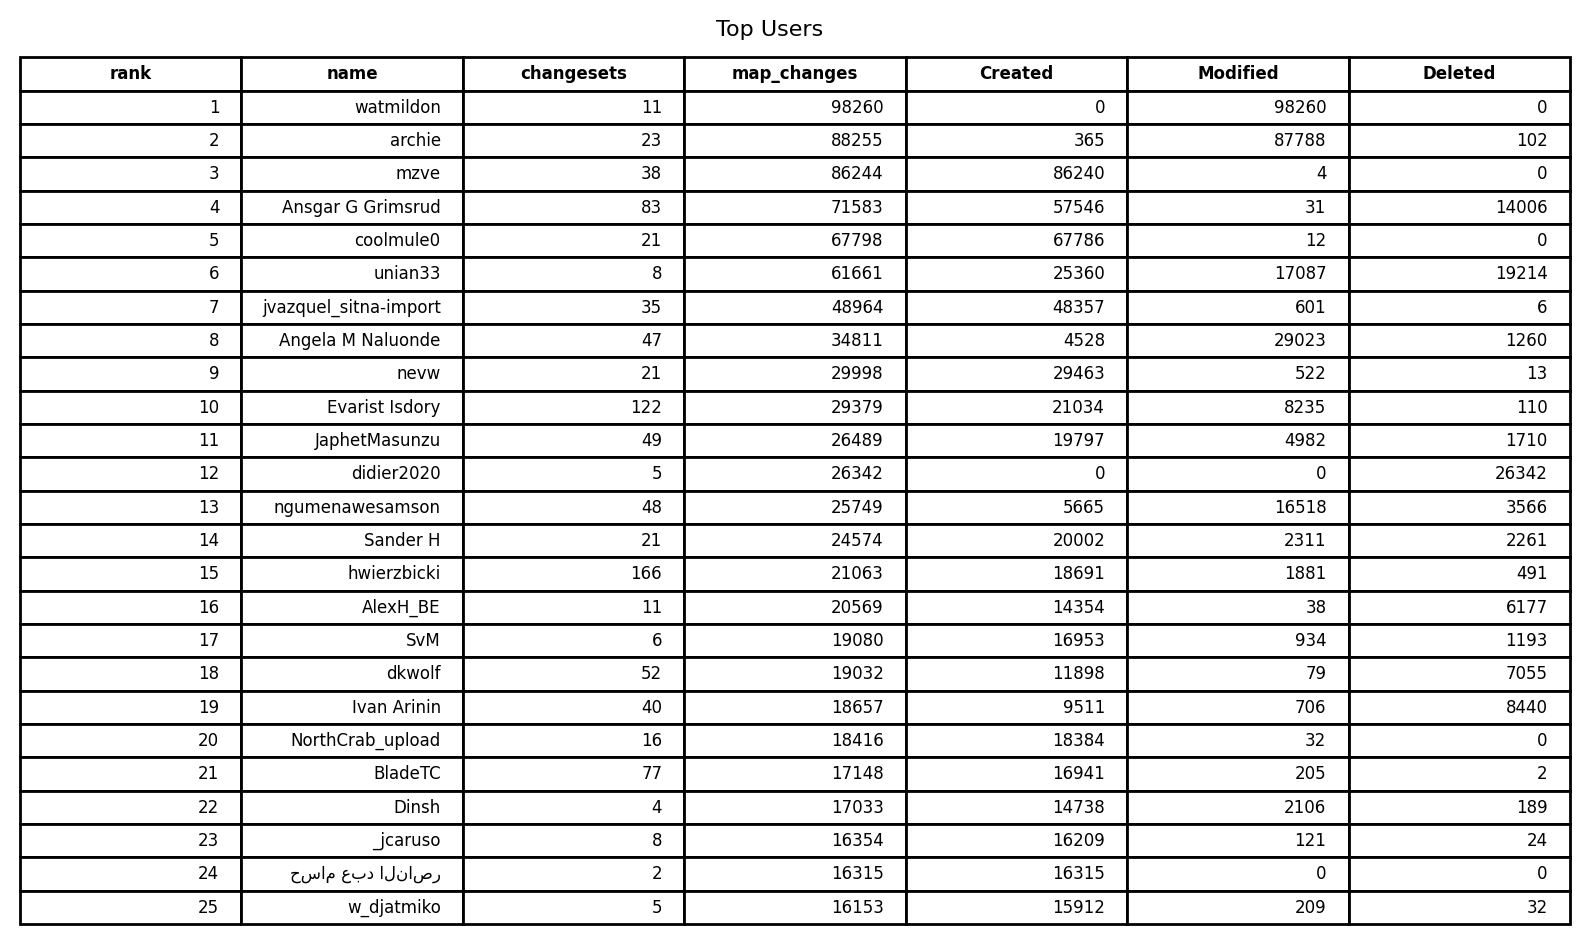 Top Users
rank name changesets map_changes Created Modified Deleted
1 watmildon 11 98260 0 98260 0
2 archie 23 88255 365 87788 102
3 mzve 38 86244 86240 4 0
4 Ansgar G Grimsrud 83 71583 57546 31 14006
5 coolmule0 21 67798 67786 12 0
6 unian33 8 61661 25360 17087 19214
7 jvazquel_sitna-import 35 48964 48357 601 6
8 Angela M Naluonde 47 34811 4528 29023 1260
9 nevw 21 29998 29463 522 13
10 Evarist Isdory 122 29379 21034 8235 110
11 JaphetMasunzu 49 26489 19797 4982 1710
12 didier2020 5 26342 0 0 26342
13 ngumenawesamson 48 25749 5665 16518 3566
14 Sander H 21 24574 20002 2311 2261
15 hwierzbicki 166 21063 18691 1881 491
16 AlexH_BE 11 20569 14354 38 6177
17 SvM 6 19080 16953 934 1193
18 dkwolf 52 19032 11898 79 7055
19 Ivan Arinin 40 18657 9511 706 8440
20 NorthCrab_upload 16 18416 18384 32 0
21 BladeTC 77 17148 16941 205 2
22 Dinsh 4 17033 14738 2106 189
23 _jcaruso 8 16354 16209 121 24
24 حسام عبد الناصر 2 16315 16315 0 0
25 w_djatmiko 5 16153 15912 209 32